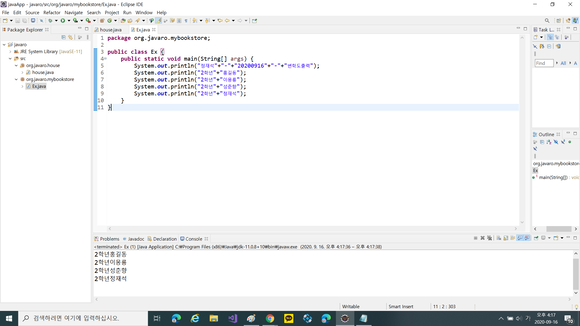 javaApp - javaro/src/org/javaro/mybookstore/Ex.java - Eclipse IDE
File Edit Source Refactor Navigate Search Project Run Window Help
Package Explorer
javaro
JRE System Library [JavaSE-11]
src
org.javaro.house
house.java
org.javaro.mybookstore
Ex.java
house.java
Ex.java
1 package org.javaro.mybookstore;
2
3 public class Ex {
4 public static void main(String[] args) {
5 System.out.println("정재석"+"-"+"20200916"+"-"+"변화도출력");
6 System.out.println("2학년"+"홍길동");
7 System.out.println("2학년"+"이몽룡");
8 System.out.println("2학년"+"성춘향");
9 System.out.println("2학년"+"정재석");
10 }
11 }
Task L...
Find
All
Outline
org.javaro.mybookstore
Ex
main(String[]) : void
Problems Javadoc Declaration Console
<terminated> Ex (1) [Java Application] C:#Program Files (x86)#Java#jdk-11.0.8+10#bin#javaw.exe (2020. 9. 16. 오후 4:17:36 – 오후 4:17:38)
2학년홍길동
2학년이몽룡
2학년성춘향
2학년정재석
Writable
Smart Insert
11 : 2 : 303
검색하려면 여기에 입력하십시오.
오후 4:17
2020-09-16